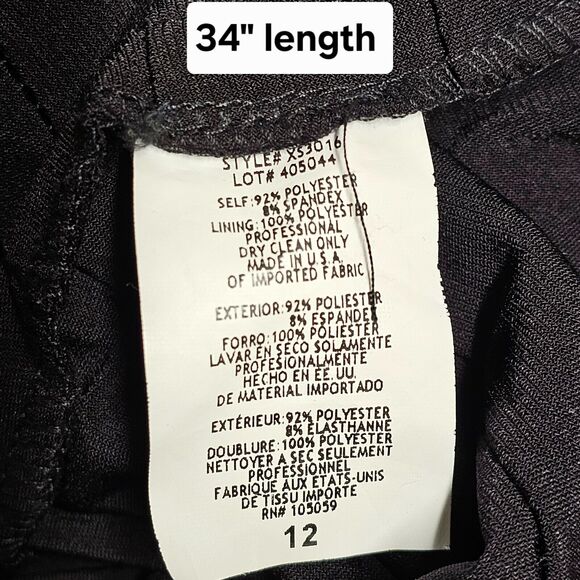 34" length
STYLE# XS3016
LOT# 405044
SELF:92% POLYESTER
8% SPANDEX
LINING:100% POLYESTER
PROFESSIONAL
DRY CLEAN ONLY
MADE IN U.S.A.
OF IMPORTED FABRIC
EXTERIOR:92% POLIESTER
8% ESPANDEX
FORRO:100% POLIESTER
LAVAR EN SECO SOLAMENTE
PROFESIONALMENTE
HECHO EN EE.UU.
DE MATERIAL IMPORTADO
EXTÉRIEUR:92% POLYESTER
8% ÉLASTHANNE
DOUBLURE:100% POLYESTER
NETTOYER A SEC SEULEMENT
PROFESSIONNEL
FABRIQUE AUX ETATS-UNIS
DE TISSU IMPORTE
RN# 105059
12